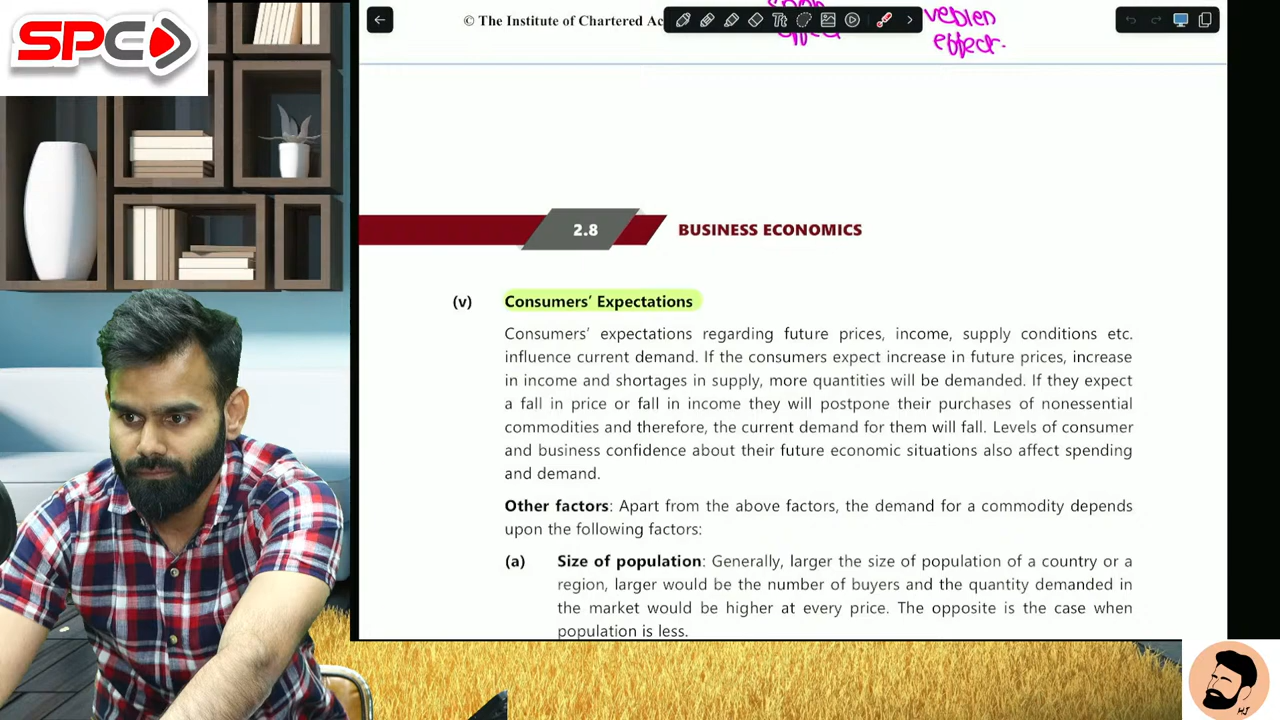 SPC
© The Institute of Chartered Ac
Tt
veblen
effect.
2.8
BUSINESS ECONOMICS
(v) Consumers’ Expectations
Consumers’ expectations regarding future prices, income, supply conditions etc.
influence current demand. If the consumers expect increase in future prices, increase
in income and shortages in supply, more quantities will be demanded. If they expect
a fall in price or fall in income they will postpone their purchases of nonessential
commodities and therefore, the current demand for them will fall. Levels of consumer
and business confidence about their future economic situations also affect spending
and demand.
Other factors: Apart from the above factors, the demand for a commodity depends
upon the following factors:
(a) Size of population: Generally, larger the size of population of a country or a
region, larger would be the number of buyers and the quantity demanded in
the market would be higher at every price. The opposite is the case when
population is less.
HJ